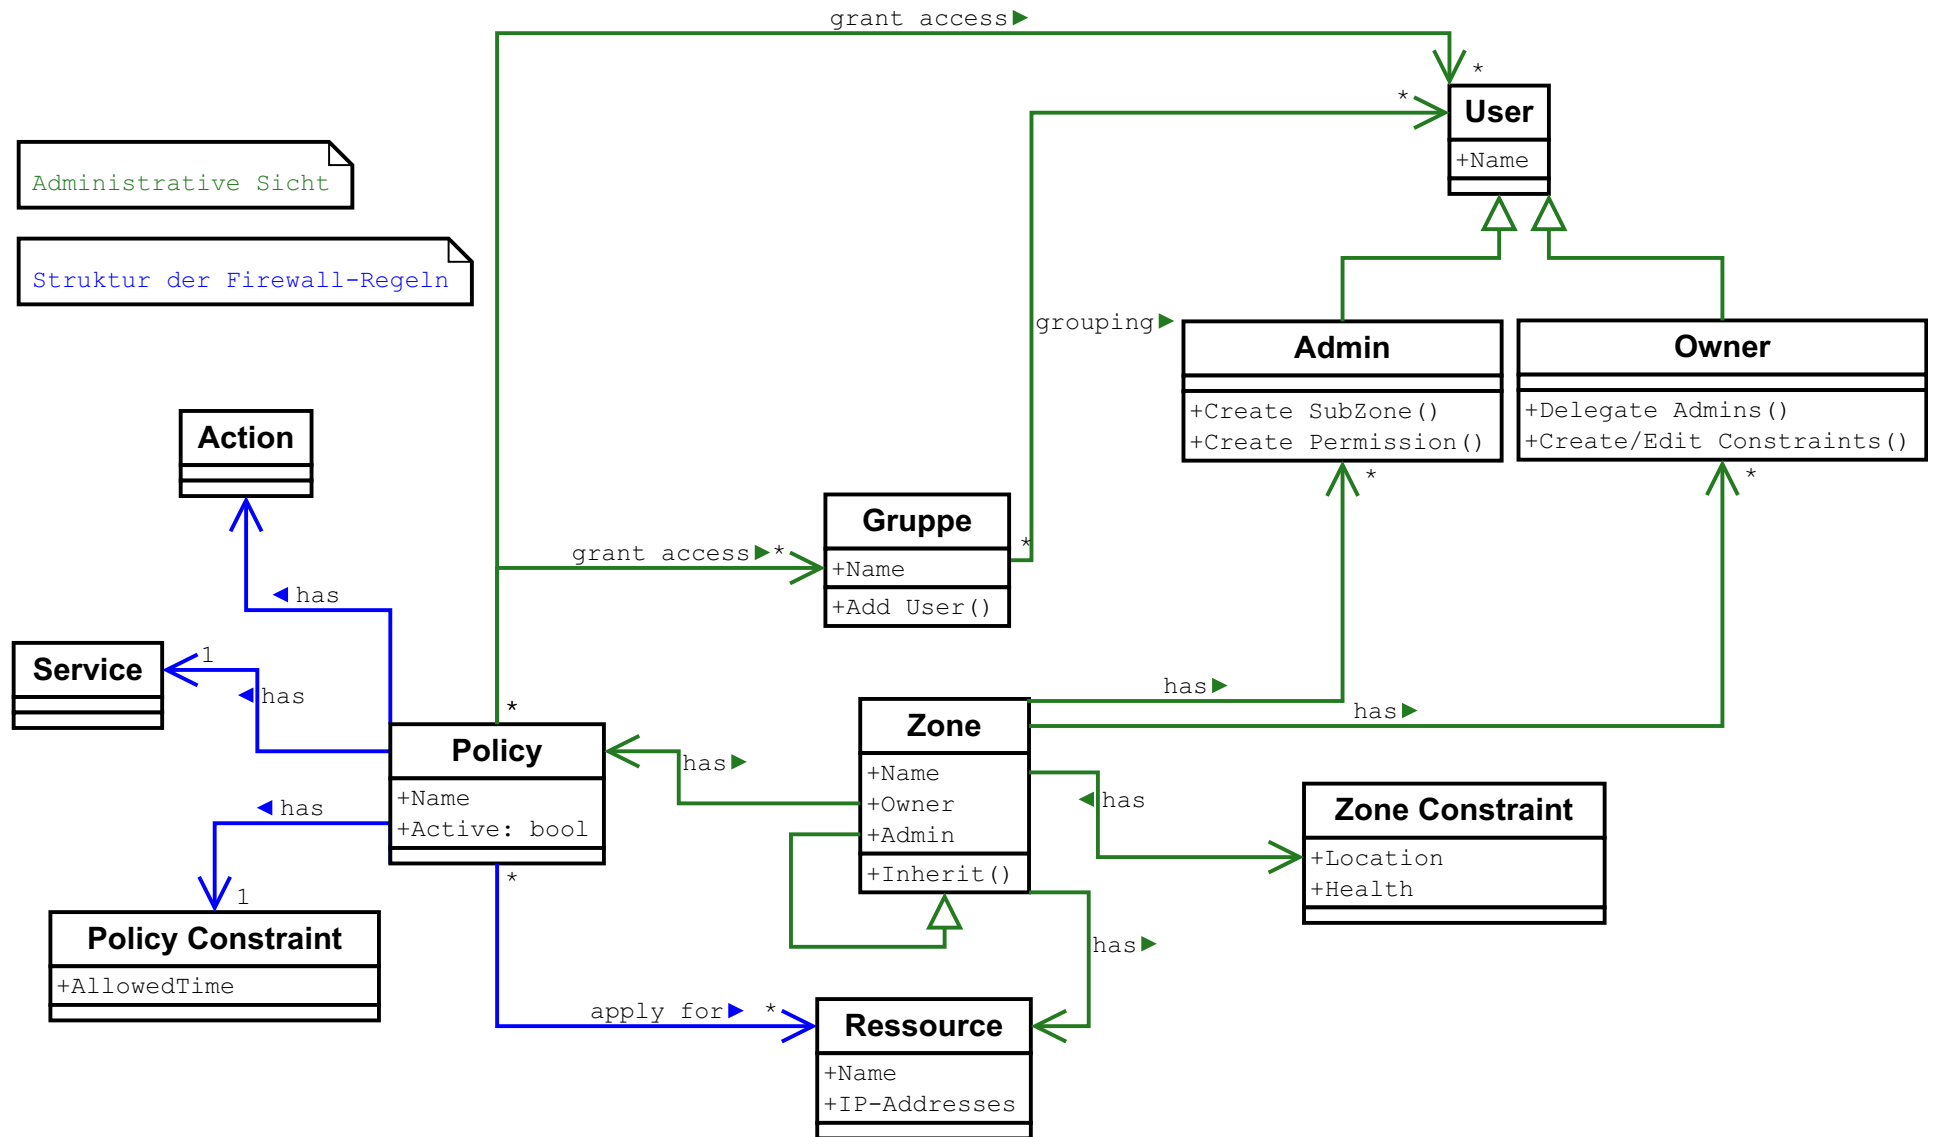 grant access►
*
*
User
+Name
Administrative Sicht
Struktur der Firewall-Regeln
grouping►
Admin
+Create SubZone()
+Create Permission()
*
Owner
+Delegate Admins()
+Create/Edit Constraints()
*
Action
◄ has
Gruppe
+Name
+Add User()
*
grant access►*
Service
1
◄has
*
Policy
+Name
+Active: bool
*
has►
◄ has
1
Policy Constraint
+AllowedTime
Zone
+Name
+Owner
+Admin
+Inherit()
has►
has►
◄has
Zone Constraint
+Location
+Health
has►
apply for► *
Ressource
+Name
+IP-Addresses